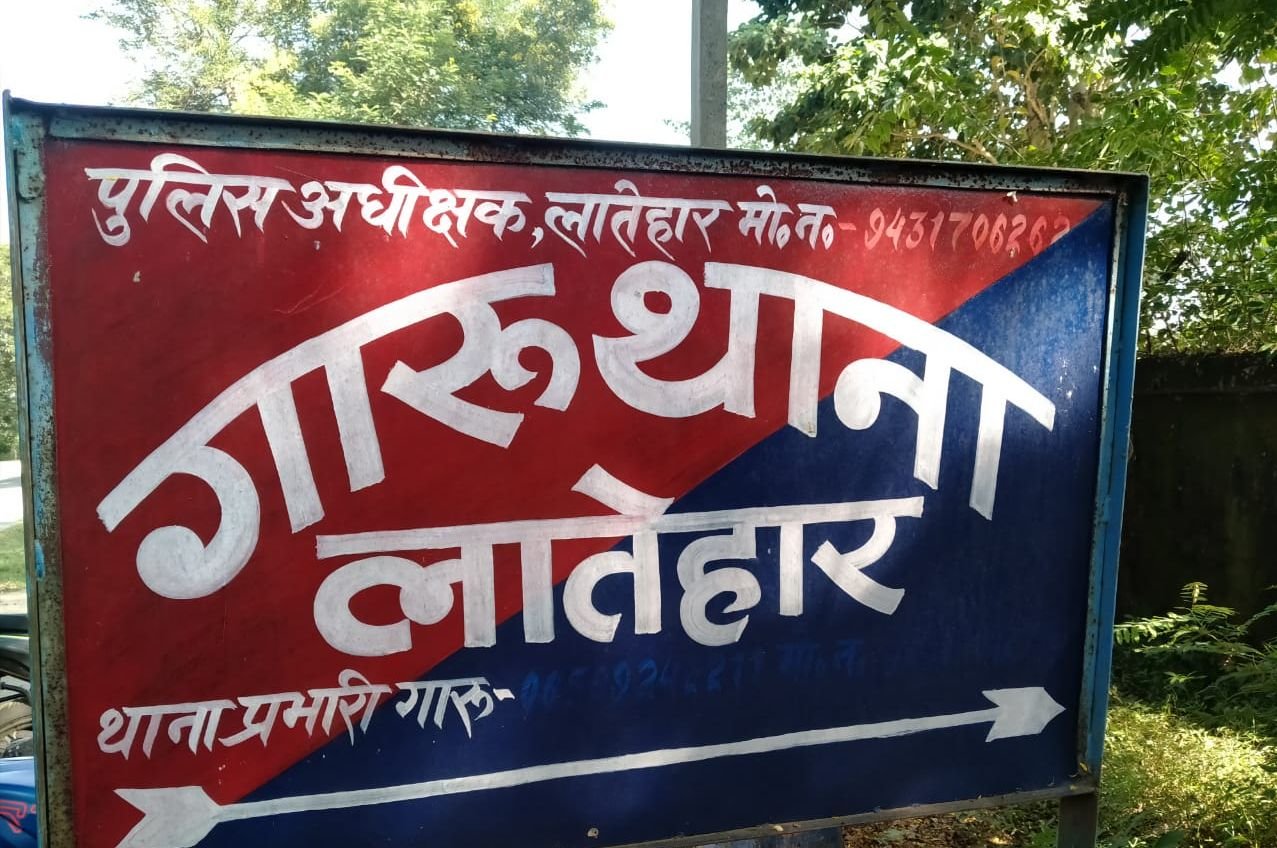 पुलिस अधीक्षक, लातेहार मो॰न॰- 9431706262
गारू थाना
लातेहार
थाना प्रभारी गारू-